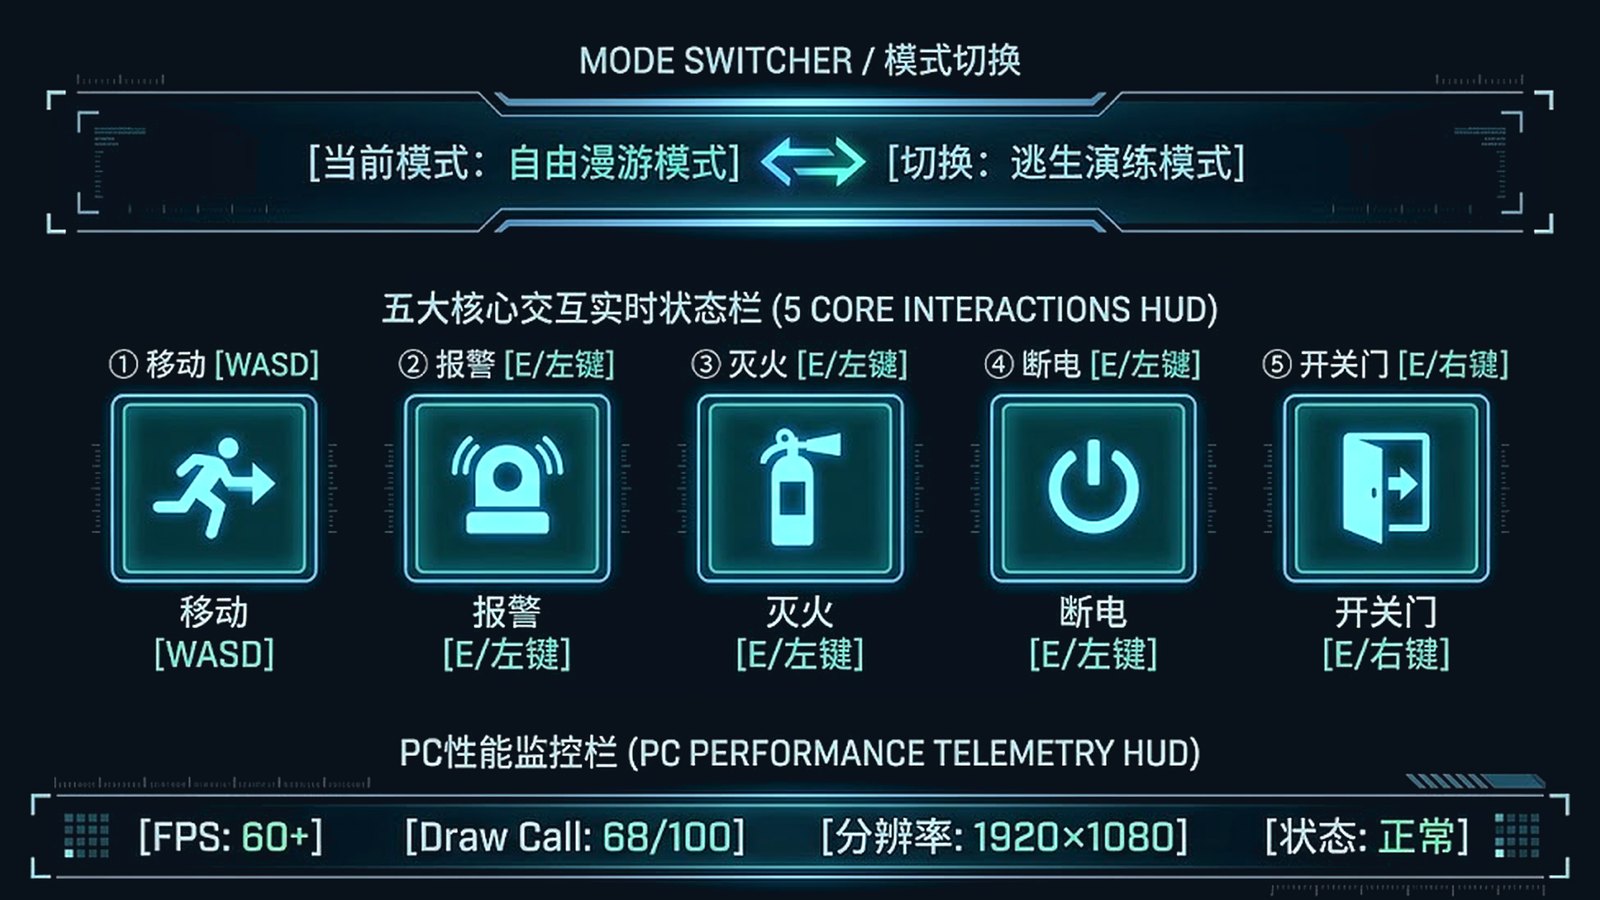 MODE SWITCHER / 模式切换
[当前模式：自由漫游模式] [切换：逃生演练模式]
五大核心交互实时状态栏 (5 CORE INTERACTIONS HUD)
① 移动 [WASD] ② 报警 [E/左键] ③ 灭火 [E/左键] ④ 断电 [E/左键] ⑤ 开关门 [E/右键]
移动 报警 灭火 断电 开关门
[WASD] [E/左键] [E/左键] [E/左键] [E/右键]
PC性能监控栏 (PC PERFORMANCE TELEMETRY HUD)
[FPS: 60+] [Draw Call: 68/100] [分辨率: 1920×1080] [状态: 正常]